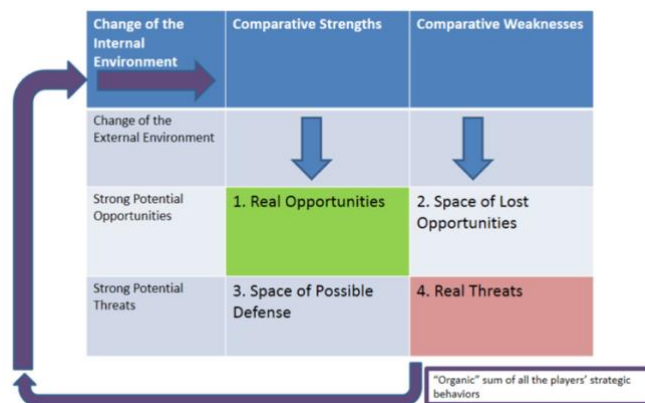 Change of the
Internal
Environment
Comparative Strengths
Comparative Weaknesses
Change of the
External Environment
Strong Potential
Opportunities
1. Real Opportunities
2. Space of Lost
Opportunities
Strong Potential
Threats
3. Space of Possible
Defense
4. Real Threats
"Organic" sum of all the players' strategic
behaviors